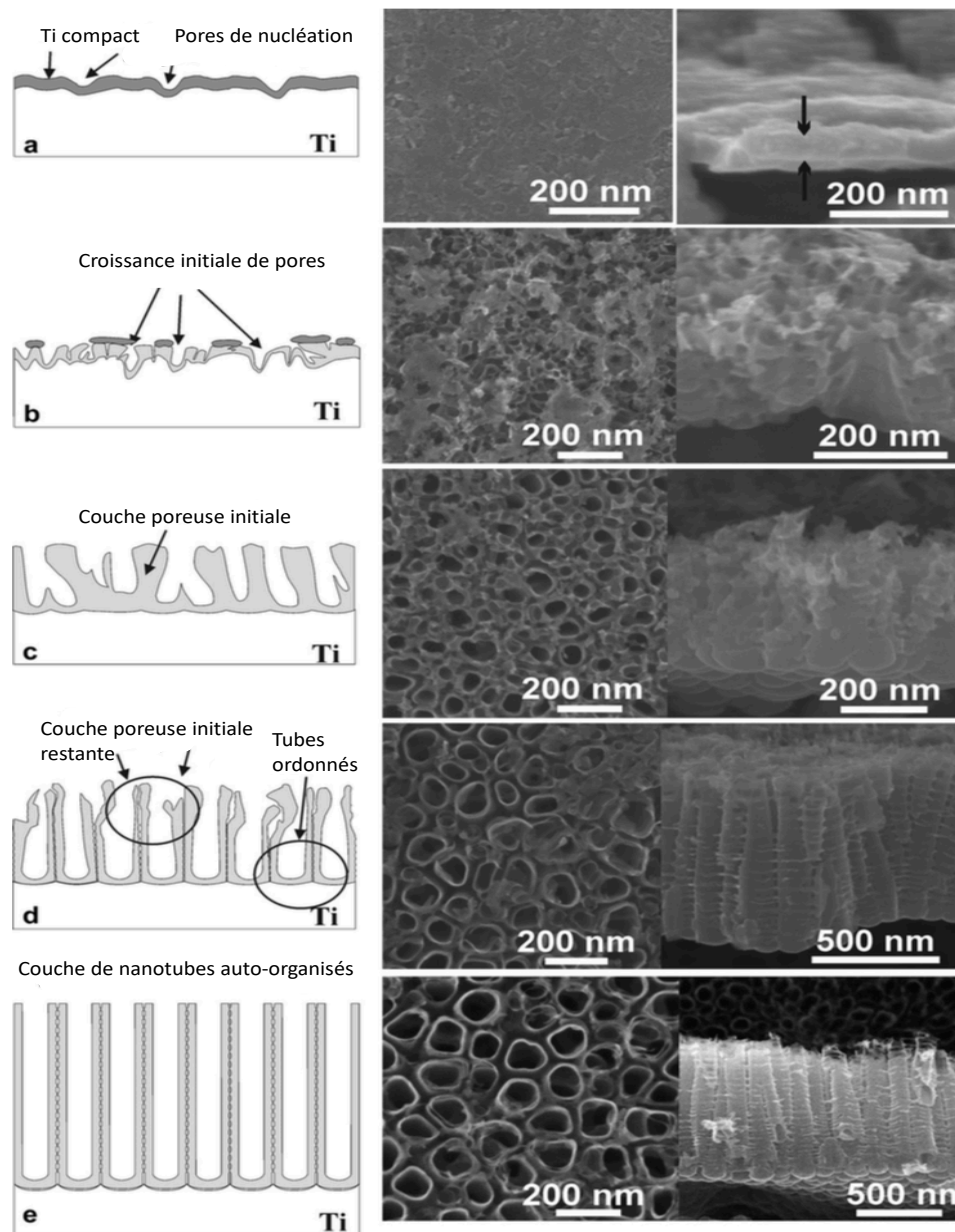 Ti compact
Pores de nucléation
Ti
a
200 nm
200 nm
Croissance initiale de pores
Ti
b
200 nm
200 nm
Couche poreuse initiale
Ti
c
200 nm
200 nm
Couche poreuse initiale
restante
Tubes
ordonnés
Ti
d
200 nm
500 nm
Couche de nanotubes auto-organisés
Ti
e
200 nm
500 nm